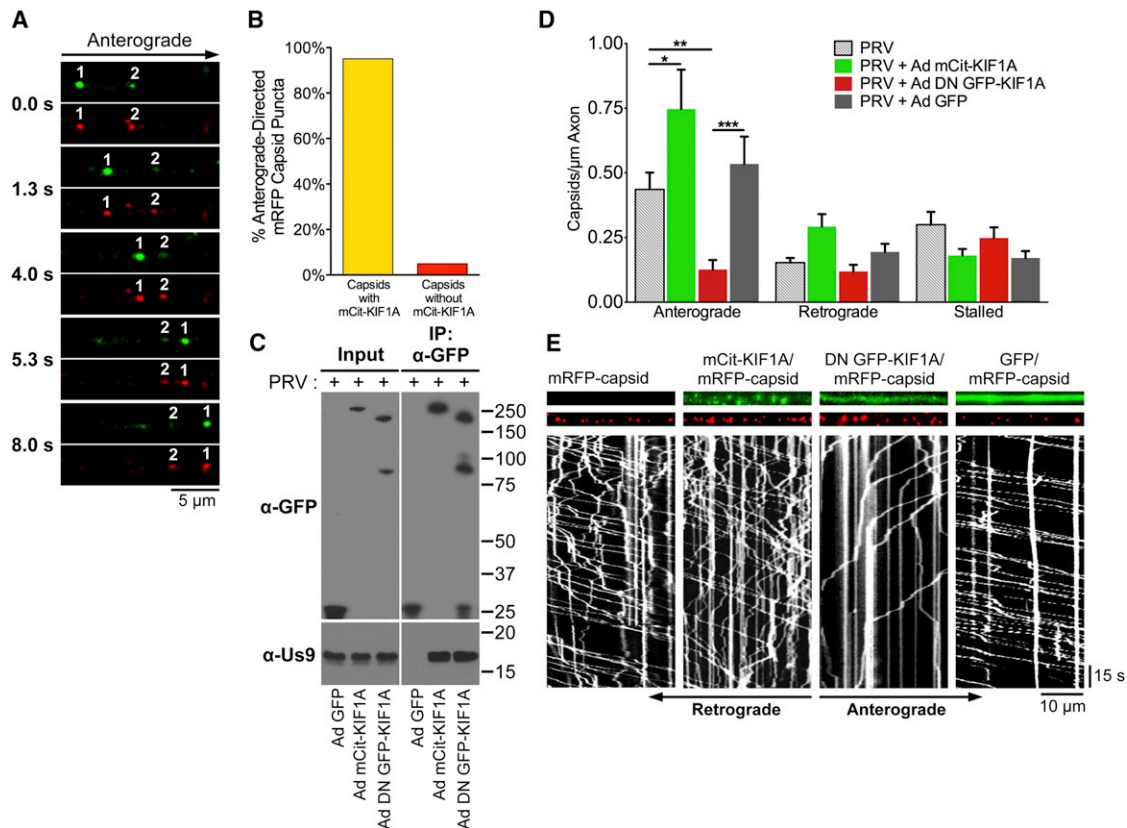 A
Anterograde
1
2
0.0 s
1
2
1
2
1.3 s
1
2
1
2
4.0 s
1
2
2
1
5.3 s
2
1
2
1
8.0 s
2
1
5 µm
B
% Anterograde-Directed
mRFP Capsid Puncta
100%
80%
60%
40%
20%
0%
Capsids
with
mCit-KIF1A
Capsids
without
mCit-KIF1A
C
Input
IP:
α-GFP
PRV : + + + + + +
α-GFP
250
150
100
75
50
37
25
20
15
α-Us9
Ad GFP
Ad mCit-KIF1A
Ad DN GFP-KIF1A
Ad GFP
Ad mCit-KIF1A
Ad DN GFP-KIF1A
D
Capsids/µm Axon
1.00
0.75
0.50
0.25
0.00
**
*
***
PRV
PRV + Ad mCit-KIF1A
PRV + Ad DN GFP-KIF1A
PRV + Ad GFP
Anterograde
Retrograde
Stalled
E
mRFP-capsid
mCit-KIF1A/
mRFP-capsid
DN GFP-KIF1A/
mRFP-capsid
GFP/
mRFP-capsid
15 s
Retrograde
Anterograde
10 µm